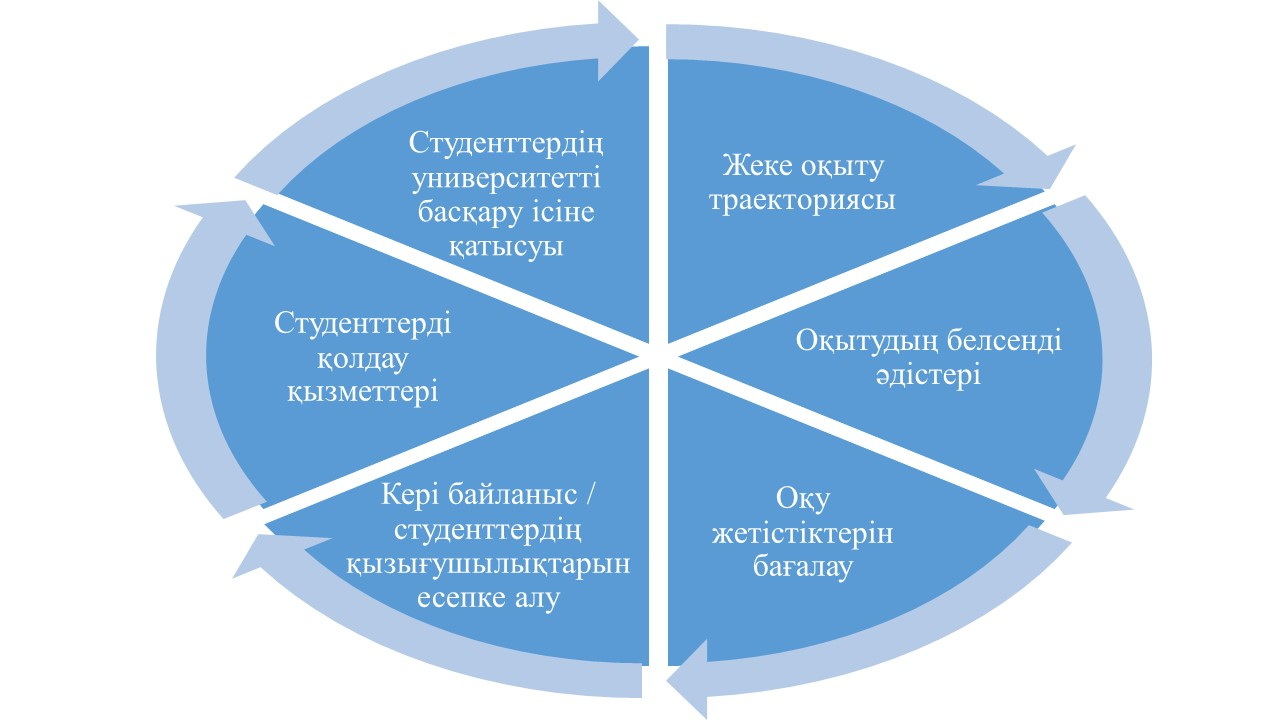 Жеке оқыту
траекториясы
Оқытудың белсенді
әдістері
Оқу
жетістіктерін
бағалау
Кері байланыс /
студенттердің
қызығушылықтарын
есепке алу
Студенттерді
қолдау
қызметтері
Студенттердің
университетті
басқару ісіне
қатысуы